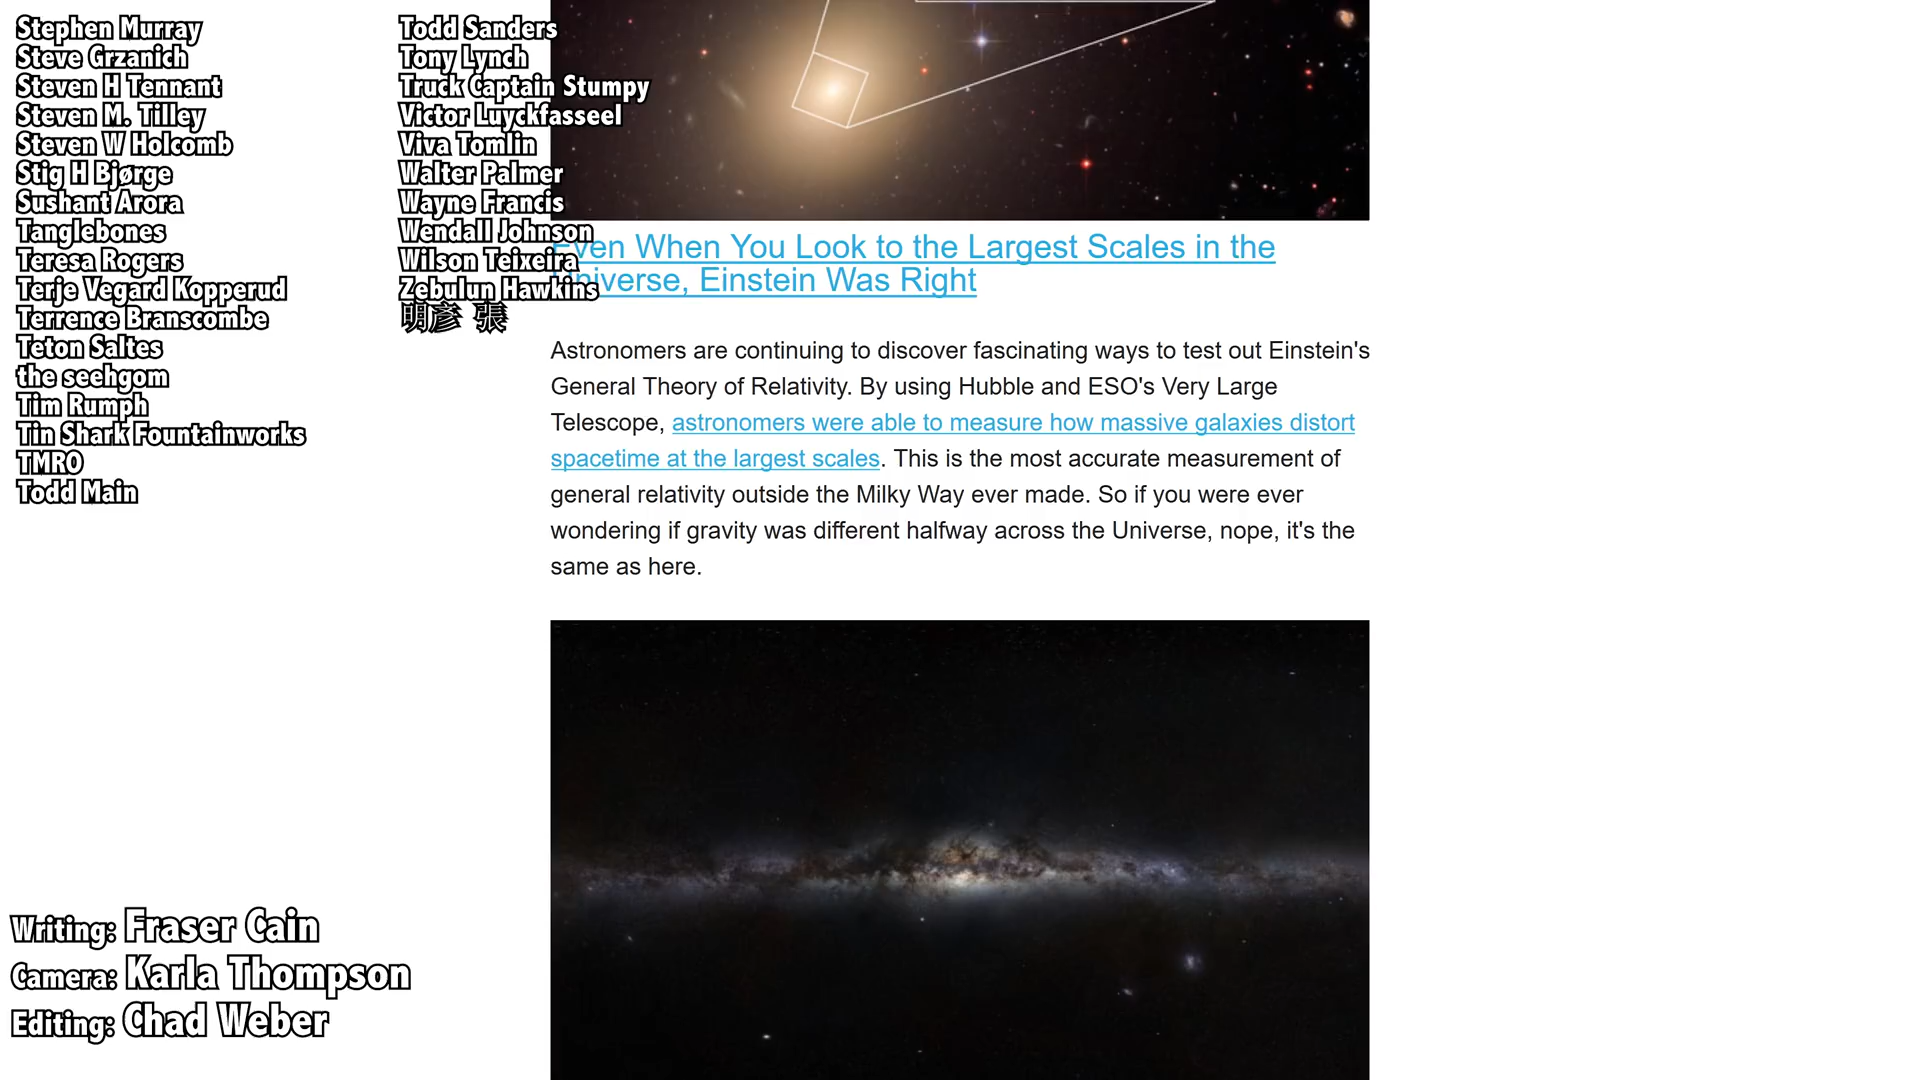 Stephen Murray
Steve Grzanich
Steven H Tennant
Steven M. Tilley
Steven W Holcomb
Stig H Bjørge
Sushant Arora
Tanglebones
Teresa Rogers
Terje Vegard Kopperud
Terrence Branscombe
Teton Saltes
the seehgom
Tim Rumph
Tin Shark Fountainworks
TMRO
Todd Main
Todd Sanders
Tony Lynch
Truck Captain Stumpy
Victor Luyckfasseel
Viva Tomlin
Walter Palmer
Wayne Francis
Wendall Johnson
Wilson Teixeira
Zebulun Hawkins
明彥 張
Even When You Look to the Largest Scales in the
Universe, Einstein Was Right
Astronomers are continuing to discover fascinating ways to test out Einstein's
General Theory of Relativity. By using Hubble and ESO's Very Large
Telescope, astronomers were able to measure how massive galaxies distort
spacetime at the largest scales. This is the most accurate measurement of
general relativity outside the Milky Way ever made. So if you were ever
wondering if gravity was different halfway across the Universe, nope, it's the
same as here.
Writing: Fraser Cain
Camera: Karla Thompson
Editing: Chad Weber